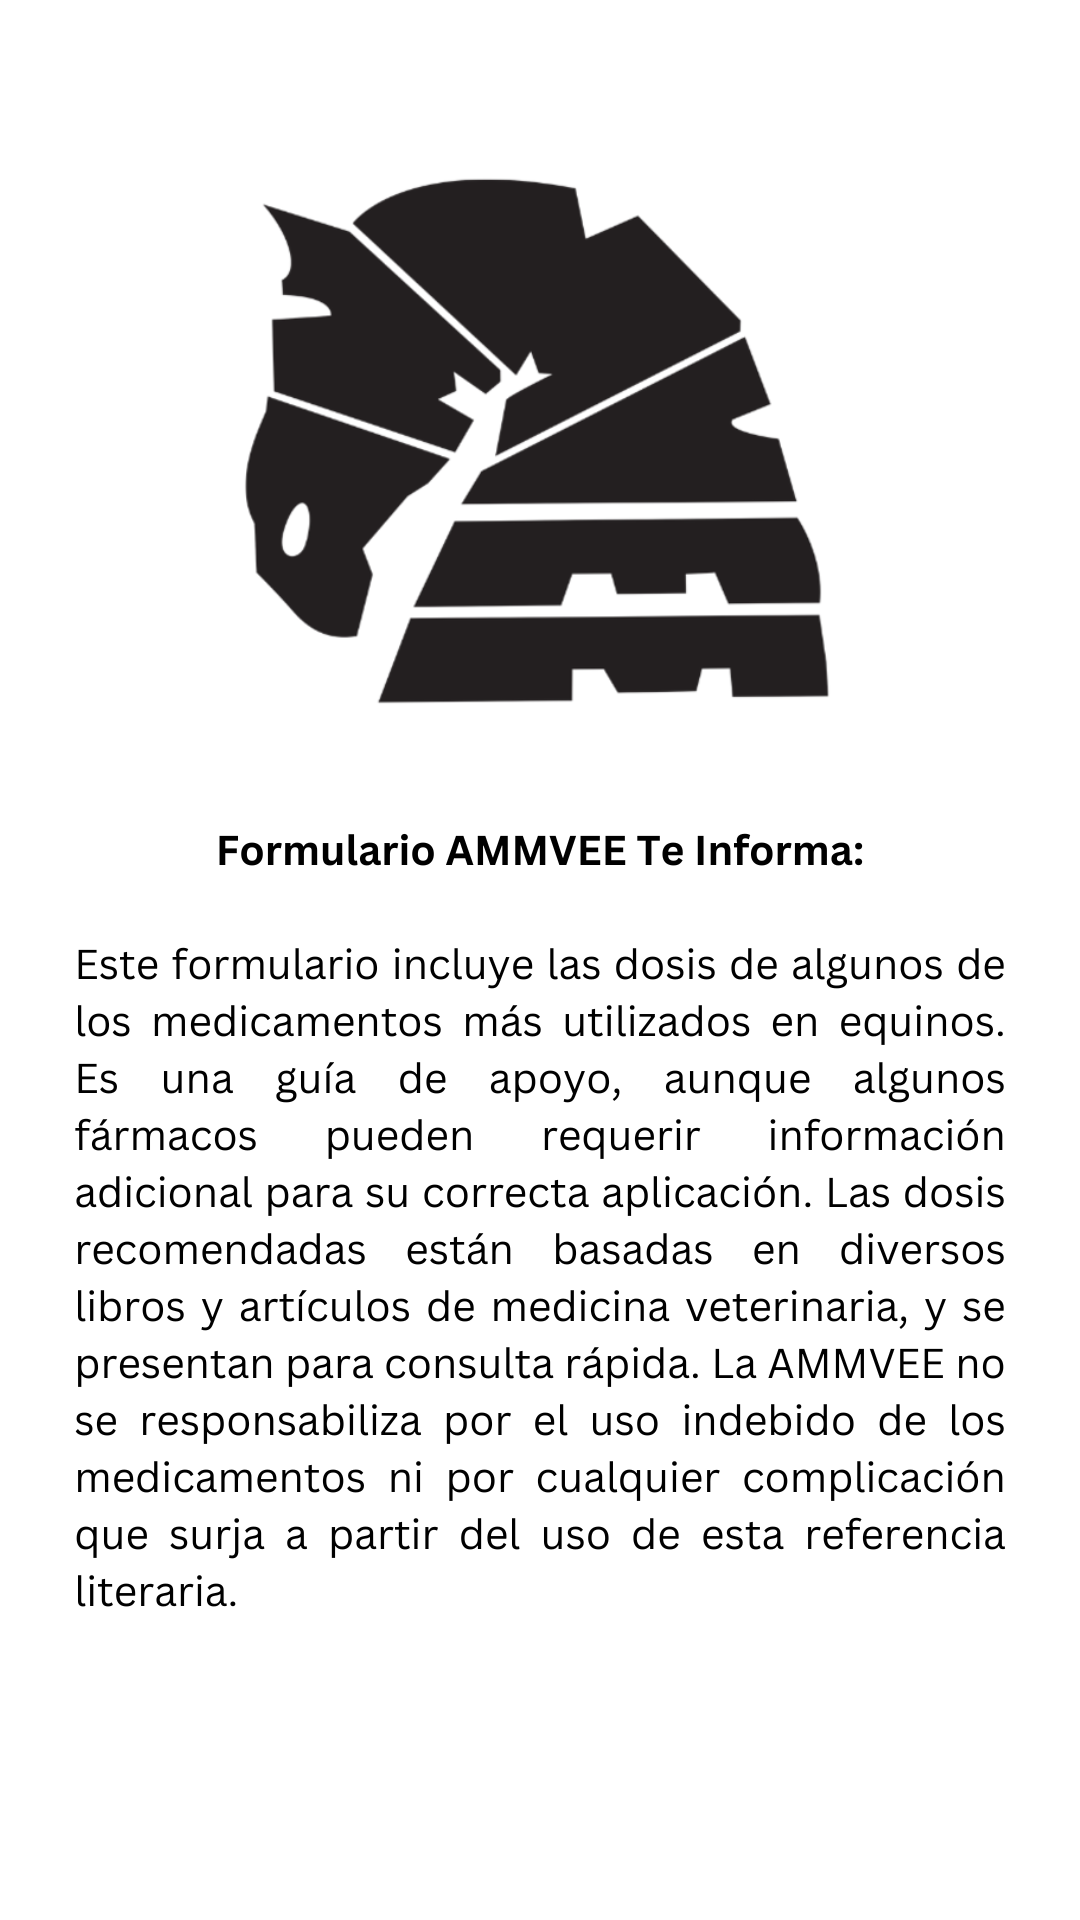 Formulario AMMVEE Te Informa:
Este formulario incluye las dosis de algunos de
los medicamentos más utilizados en equinos.
Es una guía de apoyo, aunque algunos
fármacos pueden requerir información
adicional para su correcta aplicación. Las dosis
recomendadas están basadas en diversos
libros y artículos de medicina veterinaria, y se
presentan para consulta rápida. La AMMVEE no
se responsabiliza por el uso indebido de los
medicamentos ni por cualquier complicación
que surja a partir del uso de esta referencia
literaria.